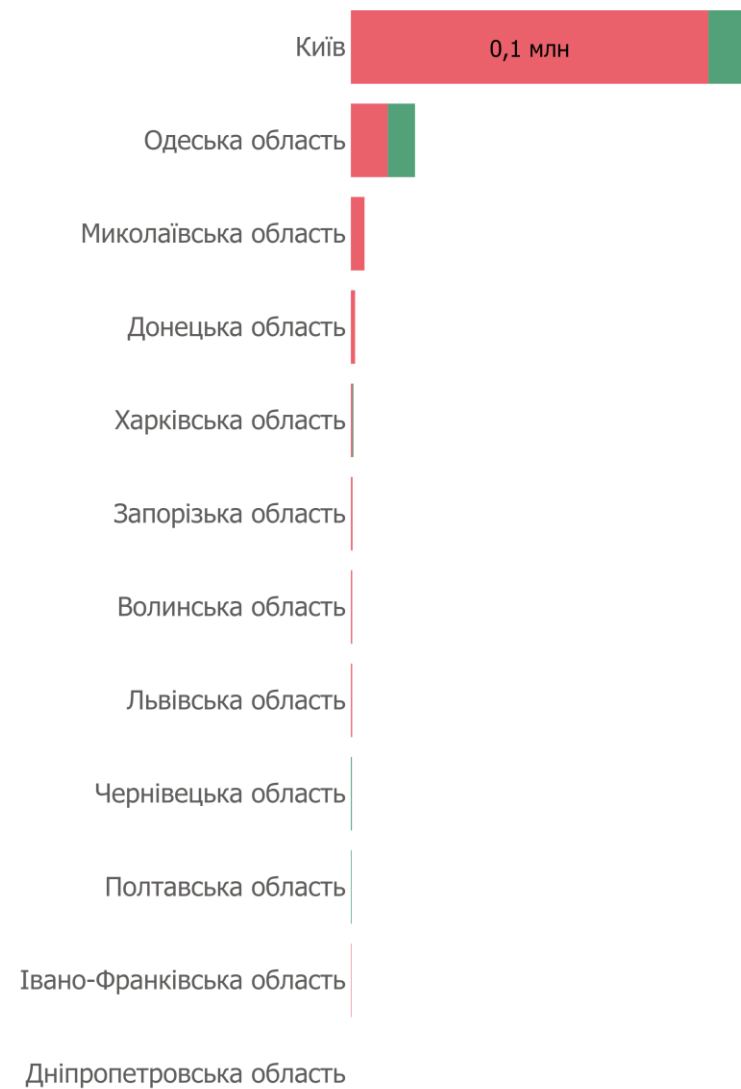 Київ 0,1 млн
Одеська область
Миколаївська область
Донецька область
Харківська область
Запорізька область
Волинська область
Львівська область
Чернівецька область
Полтавська область
Івано-Франківська область
Дніпропетровська область